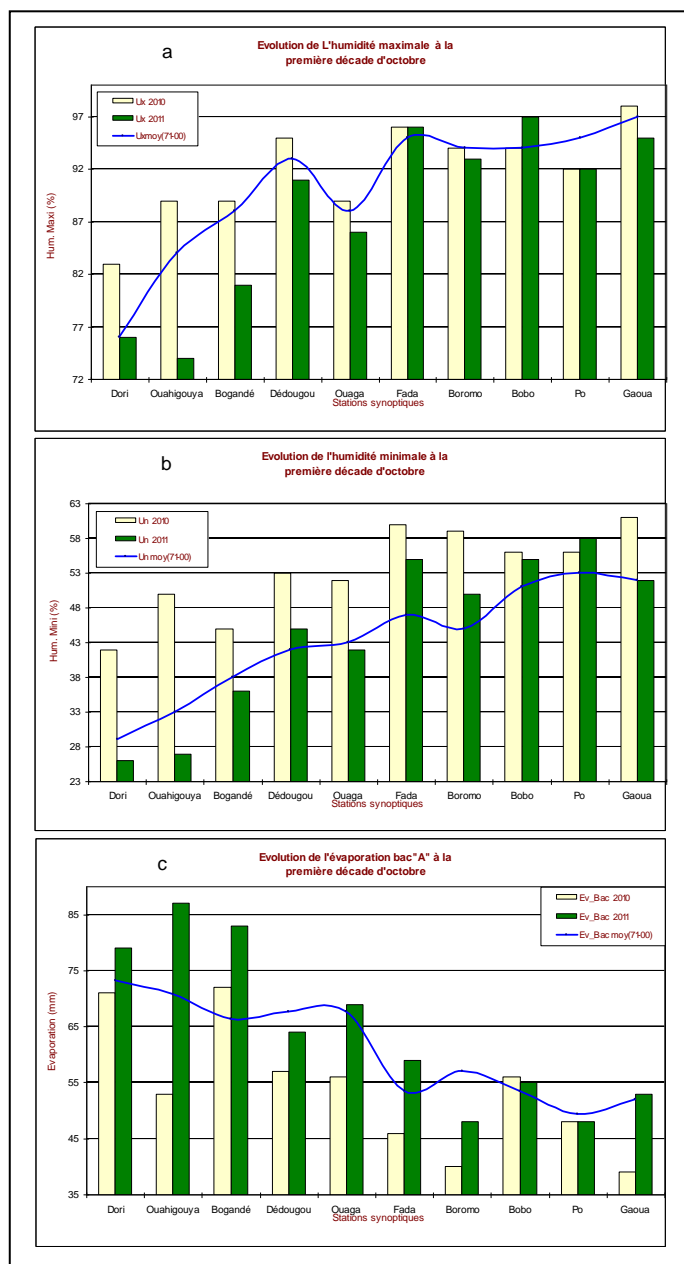 a
Evolution de L'humidité maximale à la
première décade d'octobre
Ux 2010
Ux 2011
Uxmoy(71-00)
Hum. Maxi (%)
97
92
87
82
77
72
Dori Ouahigouya Bogandé Dédougou Ouaga Fada Boromo Bobo Po Gaoua
Stations synoptiques
b
Evolution de l'humidité minimale à la
première décade d'octobre
Un 2010
Un 2011
Unmoy(71-00)
Hum. Mini (%)
63
58
53
48
43
38
33
28
23
Dori Ouahigouya Bogandé Dédougou Ouaga Fada Boromo Bobo Po Gaoua
Stations synoptiques
c
Evolution de l'évaporation bac"A" à la
première décade d'octobre
Ev_Bac 2010
Ev_Bac 2011
Ev_Bac moy(71-00)
Evaporation (mm)
85
75
65
55
45
35
Dori Ouahigouya Bogandé Dédougou Ouaga Fada Boromo Bobo Po Gaoua
Stations synoptiques